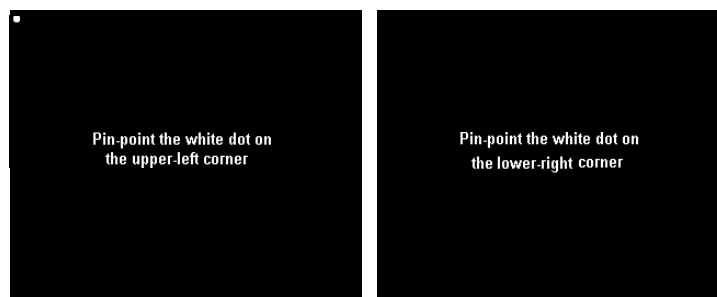 Pin-point the white dot on
the upper-left corner
Pin-point the white dot on
the lower-right corner